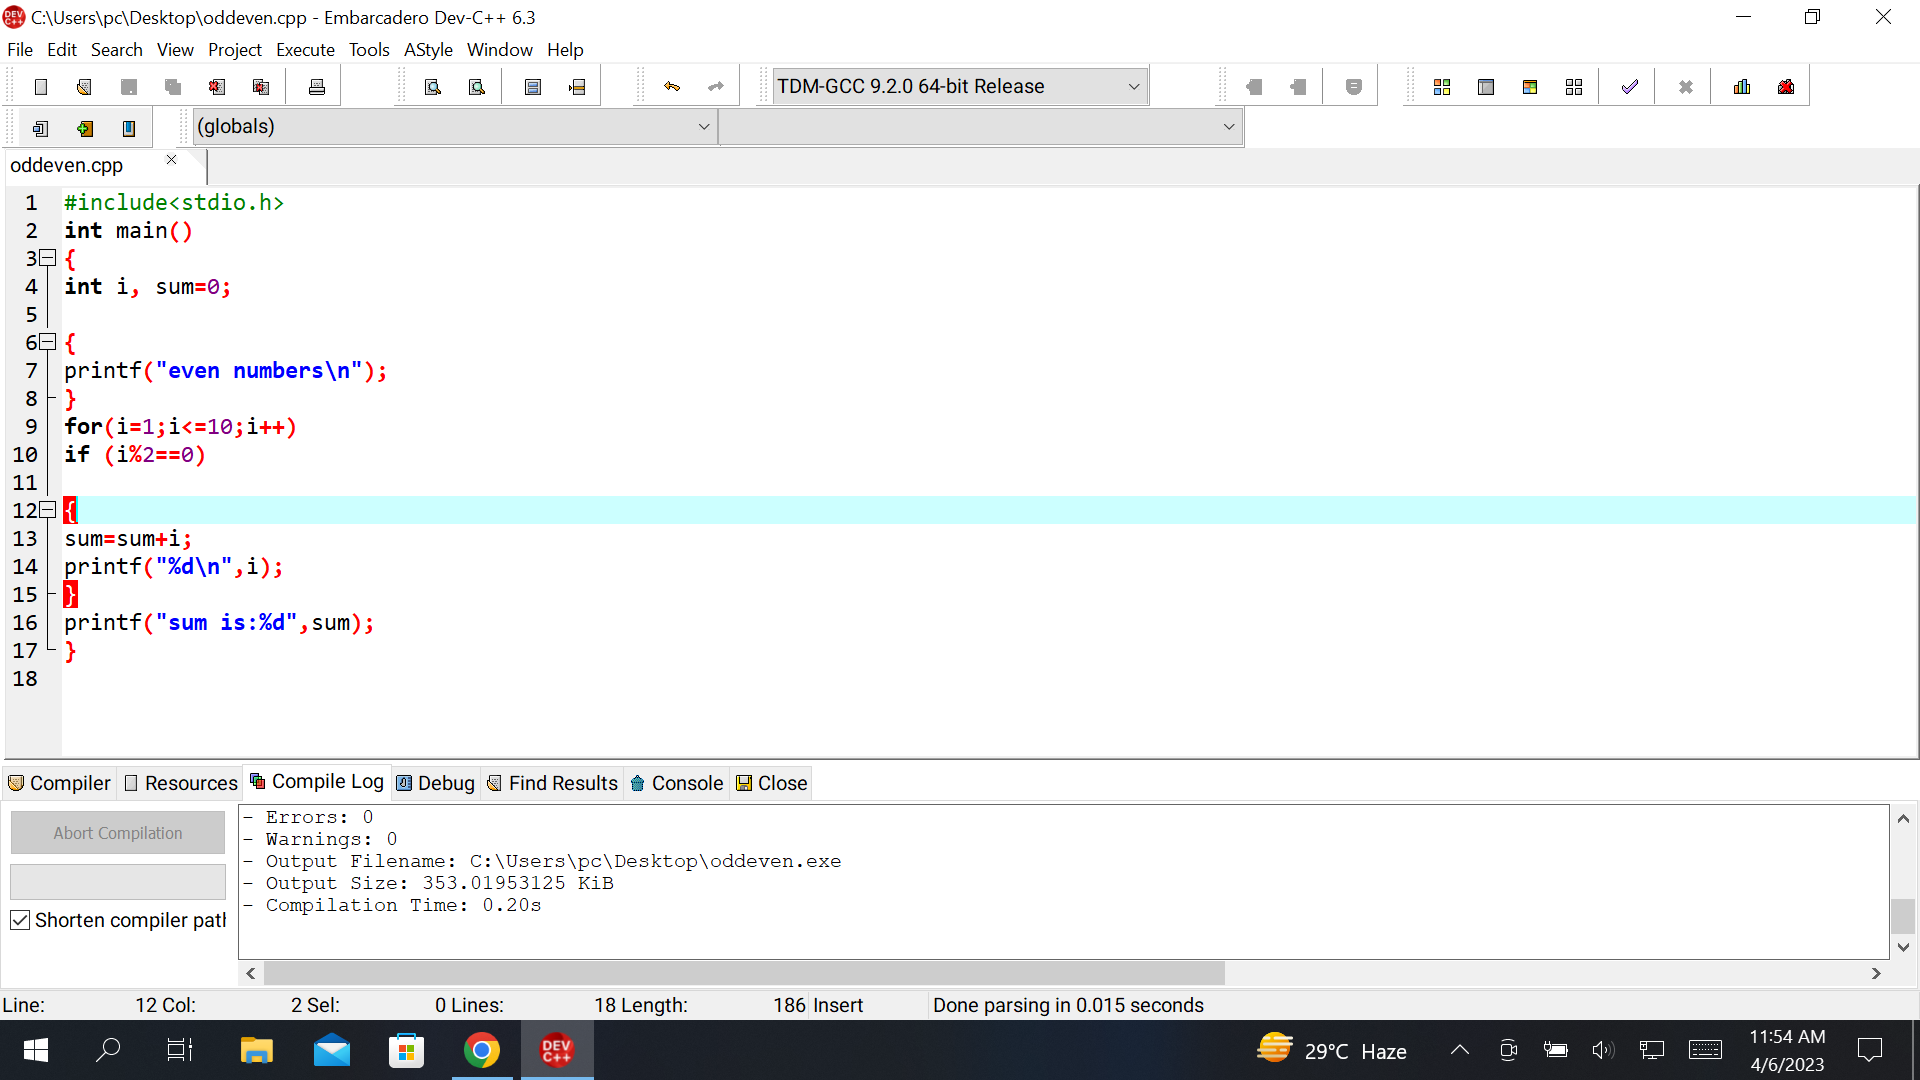 C:\Users\pc\Desktop\oddeven.cpp - Embarcadero Dev-C++ 6.3
File Edit Search View Project Execute Tools AStyle Window Help
TDM-GCC 9.2.0 64-bit Release
(globals)
oddeven.cpp
1 #include<stdio.h>
2 int main()
3 {
4 int i, sum=0;
5
6 {
7 printf("even numbers\n");
8 }
9 for(i=1;i<=10;i++)
10 if (i%2==0)
11
12 {
13 sum=sum+i;
14 printf("%d\n",i);
15 }
16 printf("sum is:%d",sum);
17 }
18
Compiler Resources Compile Log Debug Find Results Console Close
Abort Compilation
Shorten compiler path
- Errors: 0
- Warnings: 0
- Output Filename: C:\Users\pc\Desktop\oddeven.exe
- Output Size: 353.01953125 KiB
- Compilation Time: 0.20s
Line: 12 Col: 2 Sel: 0 Lines: 18 Length: 186 Insert Done parsing in 0.015 seconds
DEV C++
29°C Haze
11:54 AM
4/6/2023